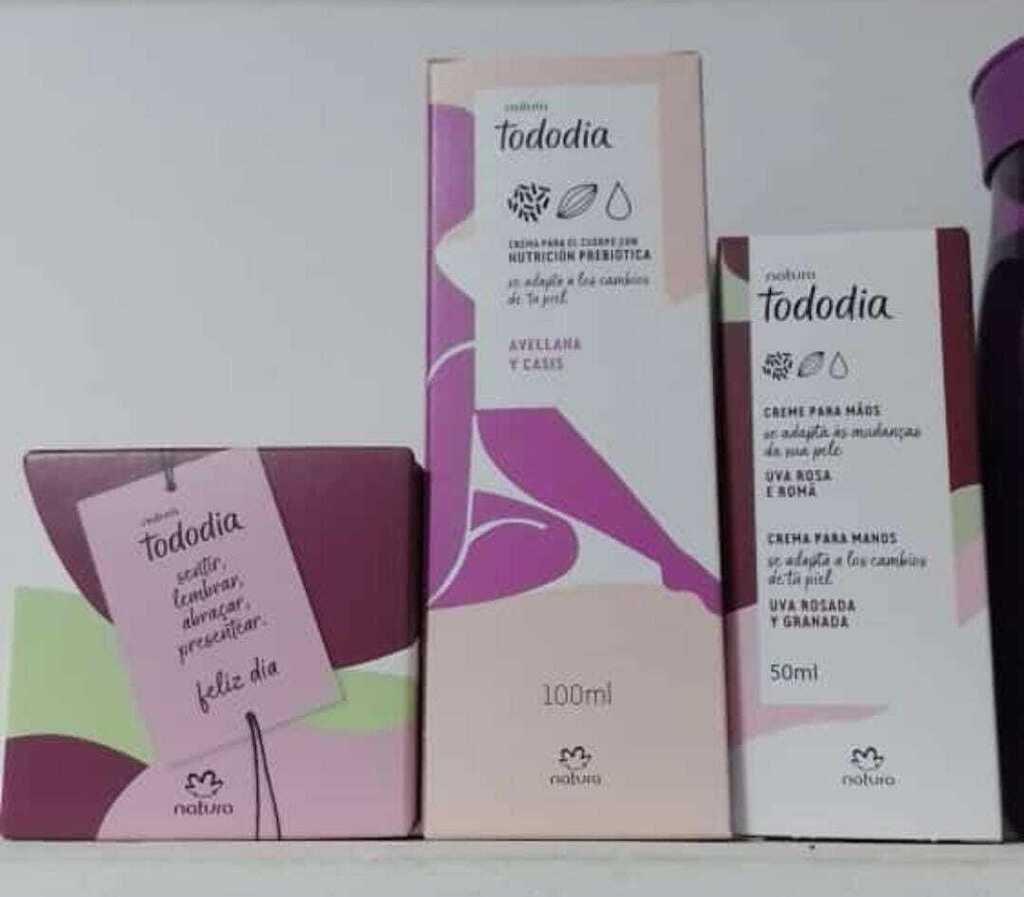 natura
tododia
sentir,
lembrar,
abraçar,
presentear.
feliz dia
natura
natura
tododia
CREMA PARA EL CUERPO CON
NUTRICIÓN PREBIÓTICA
se adapta a los cambios
de tu piel
AVELLANA
Y CASIS
100ml
natura
natura
tododia
CREME PARA MÃOS
se adapta às mudanças
da sua pele
UVA ROSA
E ROMÃ
CREMA PARA MANOS
se adapta a los cambios
de tu piel
UVA ROSADA
Y GRANADA
50ml
natura